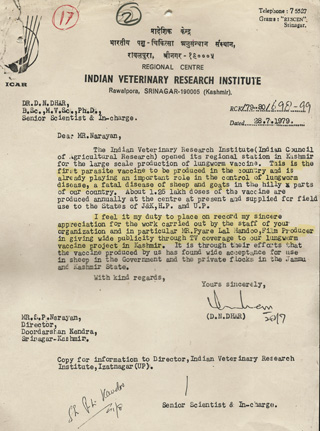 17
2
Telephone : 75527
Grams : "RERCEN"
Srinagar.
प्रादेशिक केन्द्र
भारतीय पशु-चिकित्सा अनुसंधान संस्थान,
रावलपुरा, श्रीनगर - १९०००५
REGIONAL CENTRE
ICAR
INDIAN VETERINARY RESEARCH INSTITUTE
Rawalpora, SRINAGAR-190005 (Kashmir).
DR.D.N.DHAR,
B.Sc.,M.V.Sc.,Ph.D.,
Senior Scientist & In-charge.
Dated 28.7.1979.
Dear MR.Narayan,
The Indian Veterinary Research Institute(Indian Council
of Agricultural Research) opened its regional station in Kashmir
for the large scale production of lungworm vaccine. This is the
first parasite vaccine to be produced in the country and is
already playing an important role in the control of lungworm
disease, a fatal disease of sheep and goats in the hilly a parts
of our country. About 1.25 lakh doses of the vaccine are
produced annually at the centre at present and supplied for field
use to the States of J&K,H.P. and U.P.
I feel it my duty to place on record my sincere
appreciation for the work carried out by the staff of your
organization and in particular MR.Pyare Lal Handoo,Film Producer
in giving wide publicity through TV coverage to our lungworm
vaccine project in Kashmir. It is through their efforts that
the vaccine produced by us has found wide acceptance for use
in sheep in the Government and the private flocks in the Jammu
and Kashmir State.
With kind regards,
Yours sincerely,
(D.N.DHAR)
MR.S.P.Narayan,
Director,
Doordarshan Kendra,
Srinagar-Kashmir.
Copy for information to Director,Indian Veterinary Research
Institute,Izatnagar(UP).
Senior Scientist & In-charge.